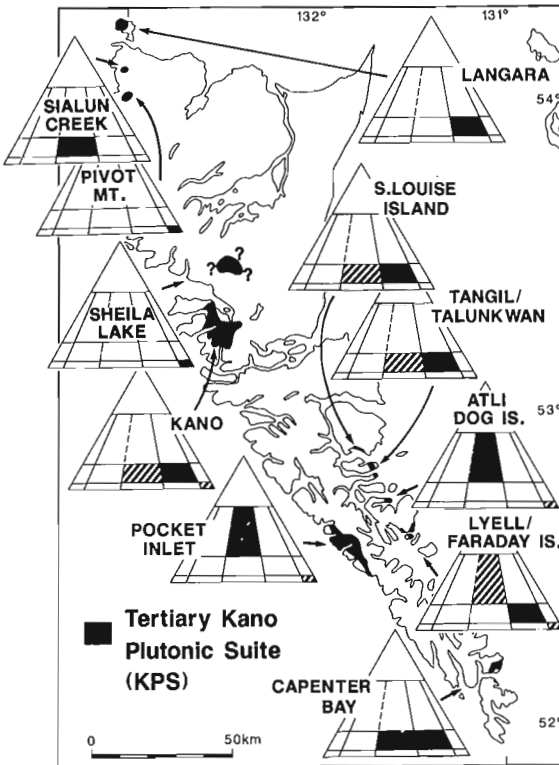 132°
131°
LANGARA
54°
SIALUN
CREEK
PIVOT
MT.
S.LOUISE
ISLAND
? ? ?
SHEILA
LAKE
TANGIL/
TALUNKWAN
KANO
53°
ATLI
DOG IS.
POCKET
INLET
LYELL/
FARADAY IS.
Tertiary Kano
Plutonic Suite
(KPS)
CAPENTER
BAY
52°
0 50km